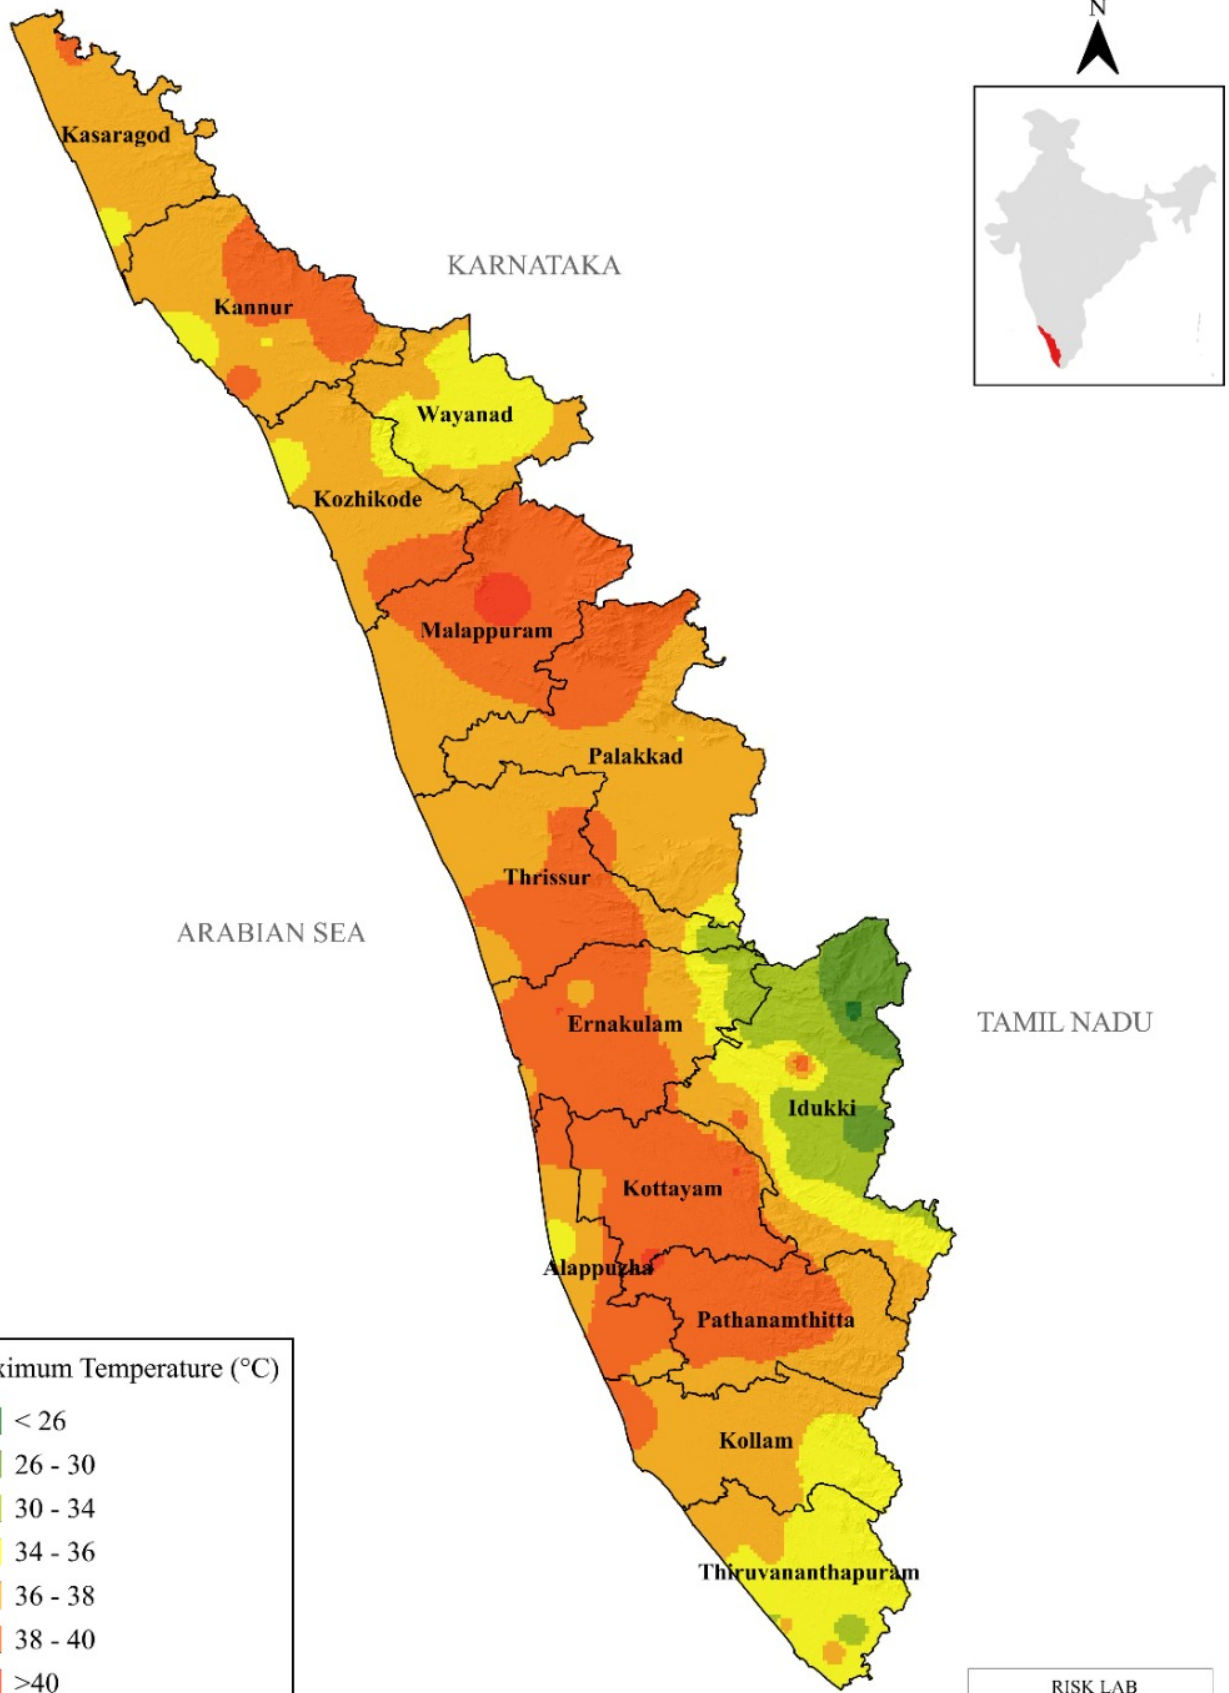 N
Kasaragod
KARNATAKA
Kannur
Wayanad
Kozhikode
Malappuram
Palakkad
Thrissur
ARABIAN SEA
Ernakulam
TAMIL NADU
Idukki
Kottayam
Alappuzha
Pathanamthitta
ximum Temperature (°C)
< 26
26 - 30
30 - 34
34 - 36
36 - 38
38 - 40
>40
Kollam
Thiruvananthapuram
RISK LAB